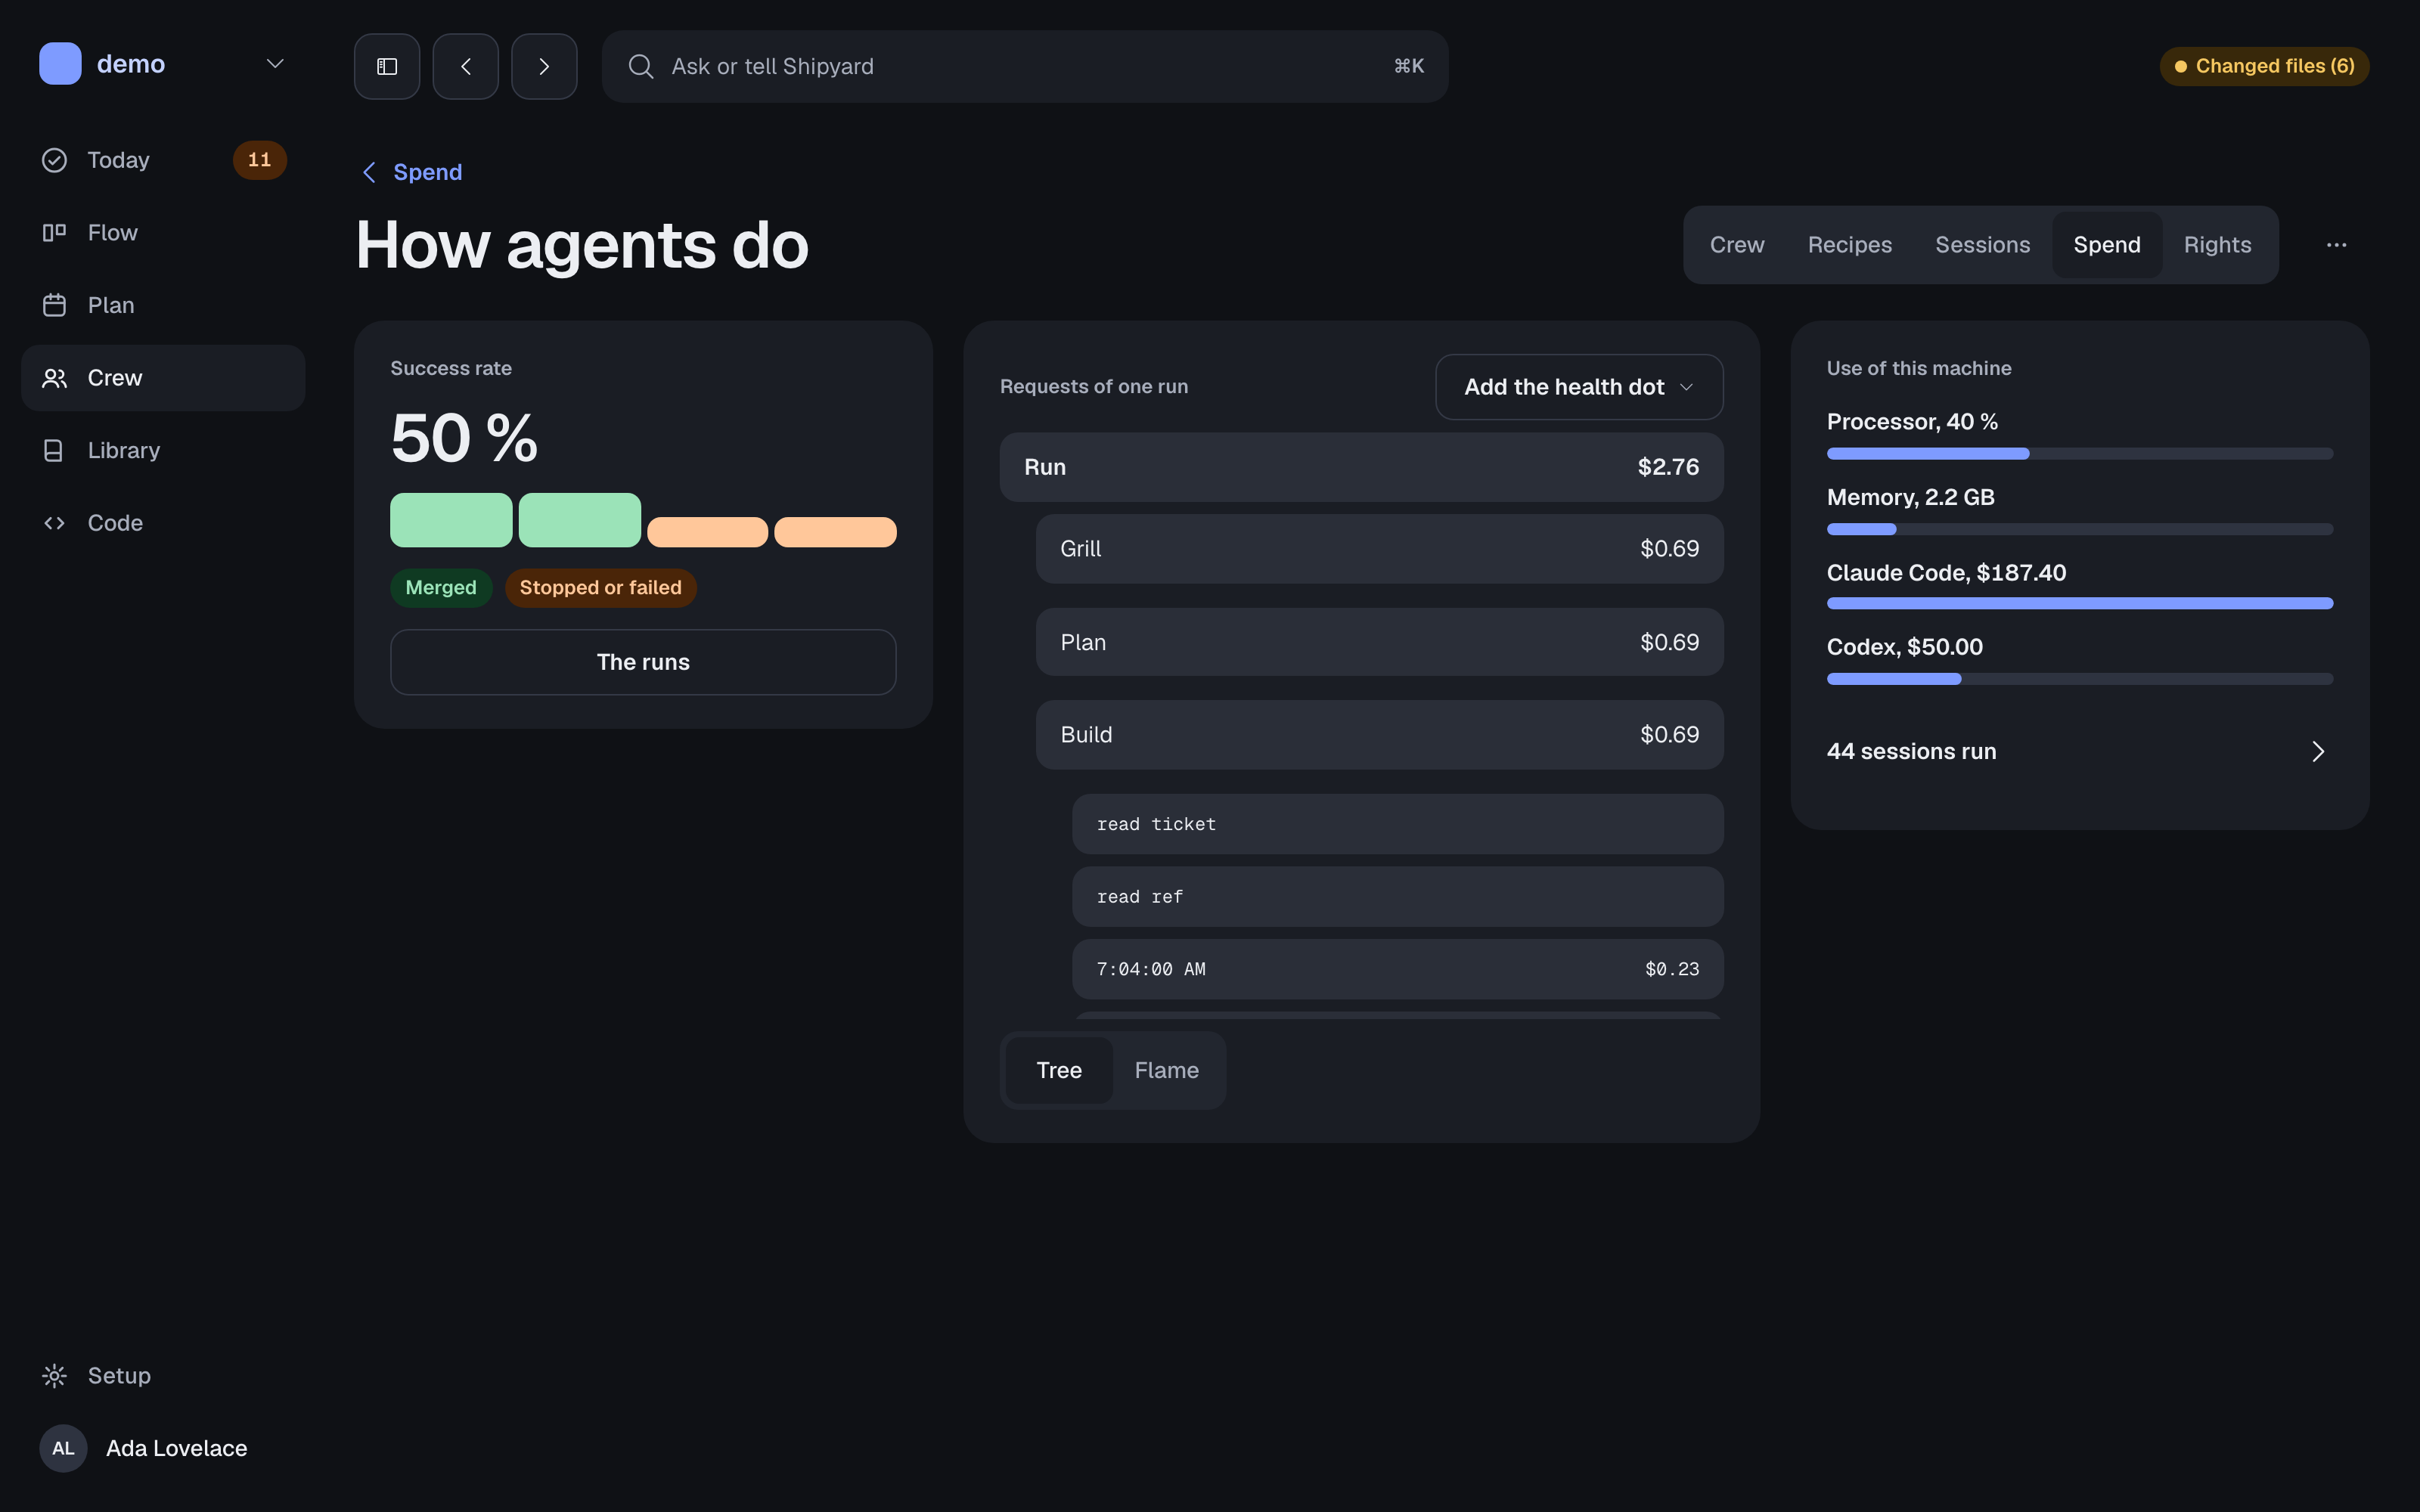 demo
Ask or tell Shipyard
⌘K
Changed files (6)
Today
11
Flow
Plan
Crew
Library
Code
Setup
AL
Ada Lovelace
Spend
How agents do
Crew
Recipes
Sessions
Spend
Rights
Success rate
50 %
Merged
Stopped or failed
The runs
Requests of one run
Add the health dot
Run
$2.76
Grill
$0.69
Plan
$0.69
Build
$0.69
read ticket
read ref
7:04:00 AM
$0.23
Tree
Flame
Use of this machine
Processor, 40 %
Memory, 2.2 GB
Claude Code, $187.40
Codex, $50.00
44 sessions run